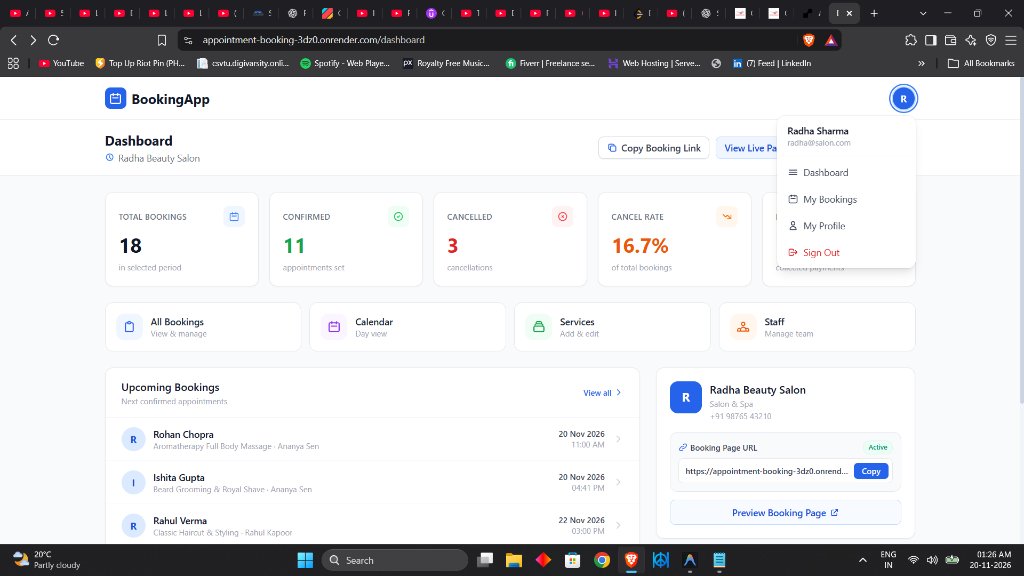 appointment-booking-3dz0.onrender.com/dashboard
YouTube
Top Up Riot Pin (PH...
csvtu.digivarsity.onli...
Spotify - Web Playe...
Royalty Free Music...
Fiverr | Freelance se...
Web Hosting | Serve...
(7) Feed | LinkedIn
»
All Bookmarks
BookingApp
R
Dashboard
Radha Beauty Salon
Copy Booking Link
View Live Pa
Radha Sharma
radha@salon.com
Dashboard
My Bookings
My Profile
Sign Out
TOTAL BOOKINGS
18
in selected period
CONFIRMED
11
appointments set
CANCELLED
3
cancellations
CANCEL RATE
16.7%
of total bookings
collected payments
All Bookings
View & manage
Calendar
Day view
Services
Add & edit
Staff
Manage team
Upcoming Bookings
Next confirmed appointments
View all
R
Rohan Chopra
Aromatherapy Full Body Massage · Ananya Sen
20 Nov 2026
11:00 AM
I
Ishita Gupta
Beard Grooming & Royal Shave · Ananya Sen
20 Nov 2026
04:41 PM
R
Rahul Verma
Classic Haircut & Styling · Rahul Kapoor
22 Nov 2026
03:00 PM
R
Radha Beauty Salon
Salon & Spa
+91 98765 43210
Booking Page URL
Active
https://appointment-booking-3dz0.onrend...
Copy
Preview Booking Page
20°C
Partly cloudy
Search
ENG
IN
01:26 AM
20-11-2026